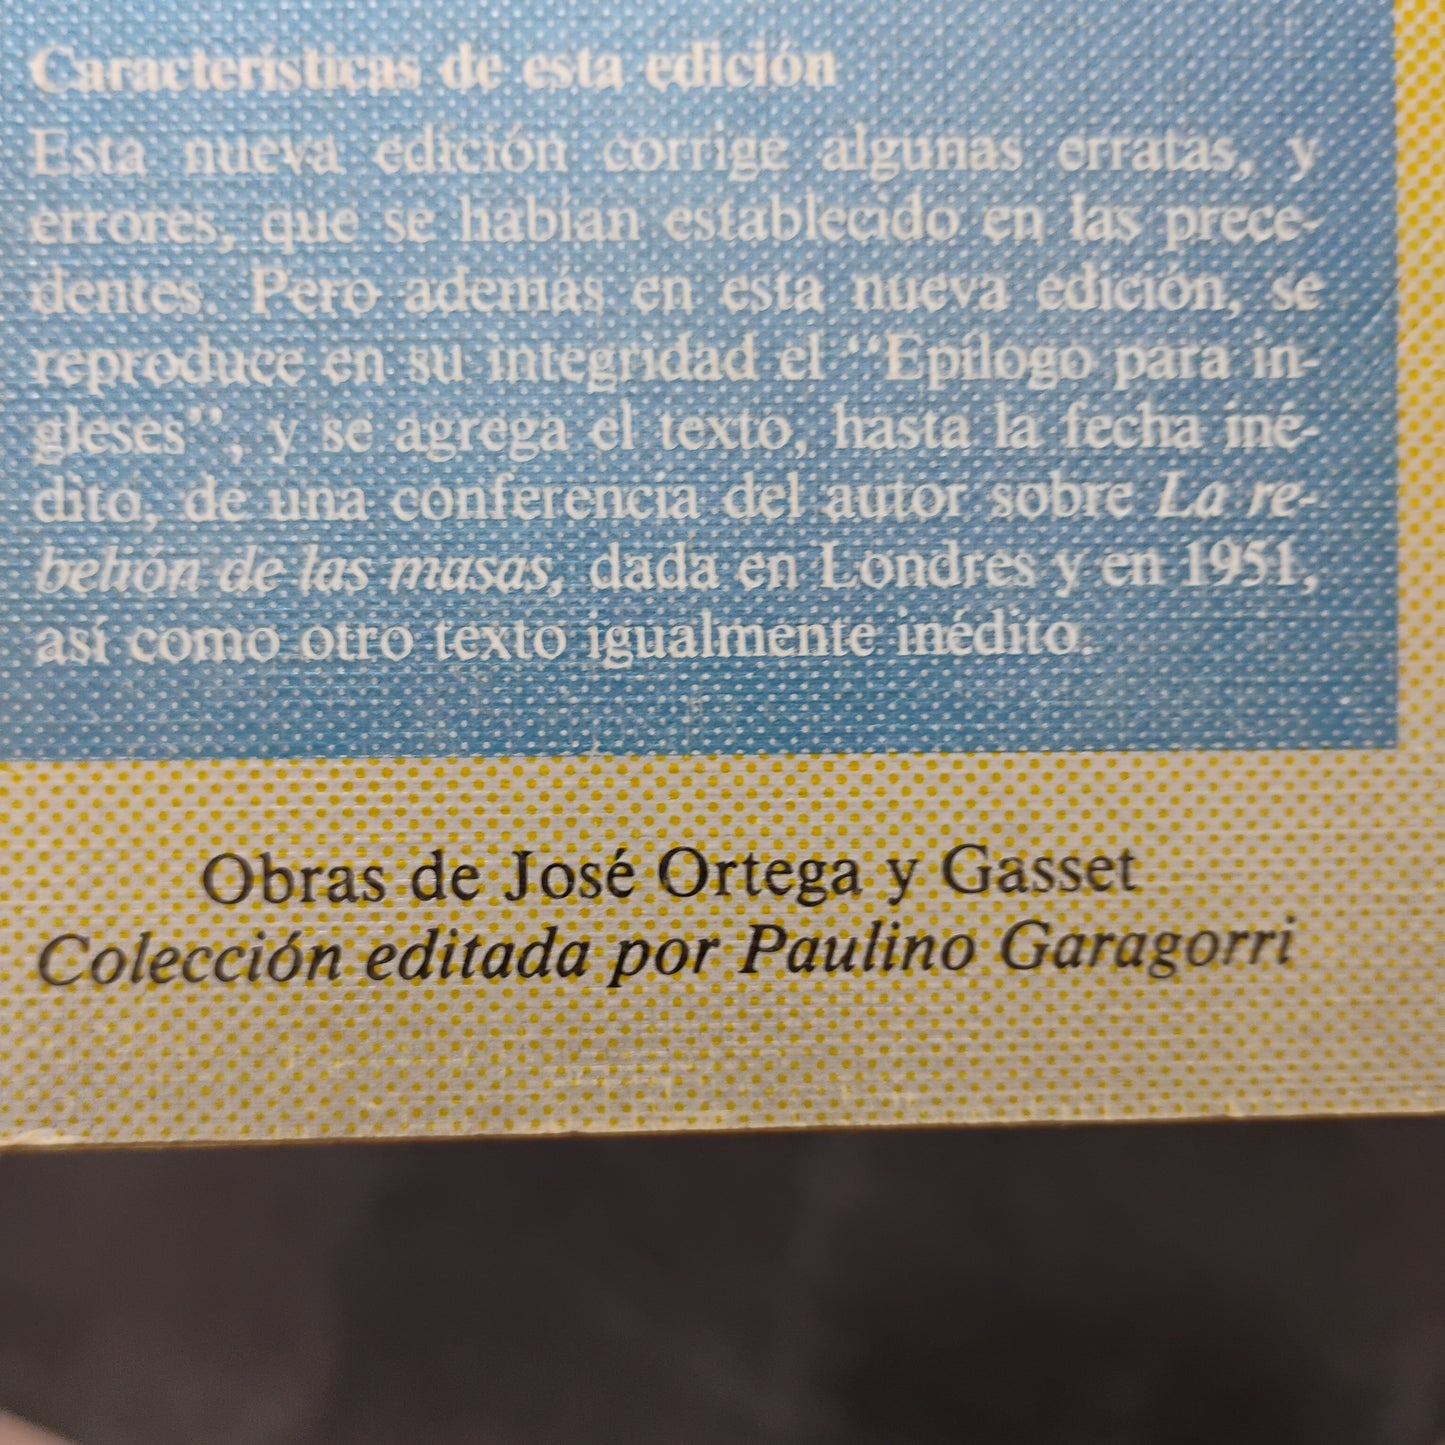 Características de esta edición
Esta nueva edición corrige algunas erratas, y
errores, que se habían establecido en las prece-
dentes. Pero además en esta nueva edición, se
reproduce en su integridad el “Epílogo para in-
gleses”, y se agrega el texto, hasta la fecha iné-
dito, de una conferencia del autor sobre La re-
belión de las masas, dada en Londres y en 1951,
así como otro texto igualmente inédito.
Obras de José Ortega y Gasset
Colección editada por Paulino Garagorri